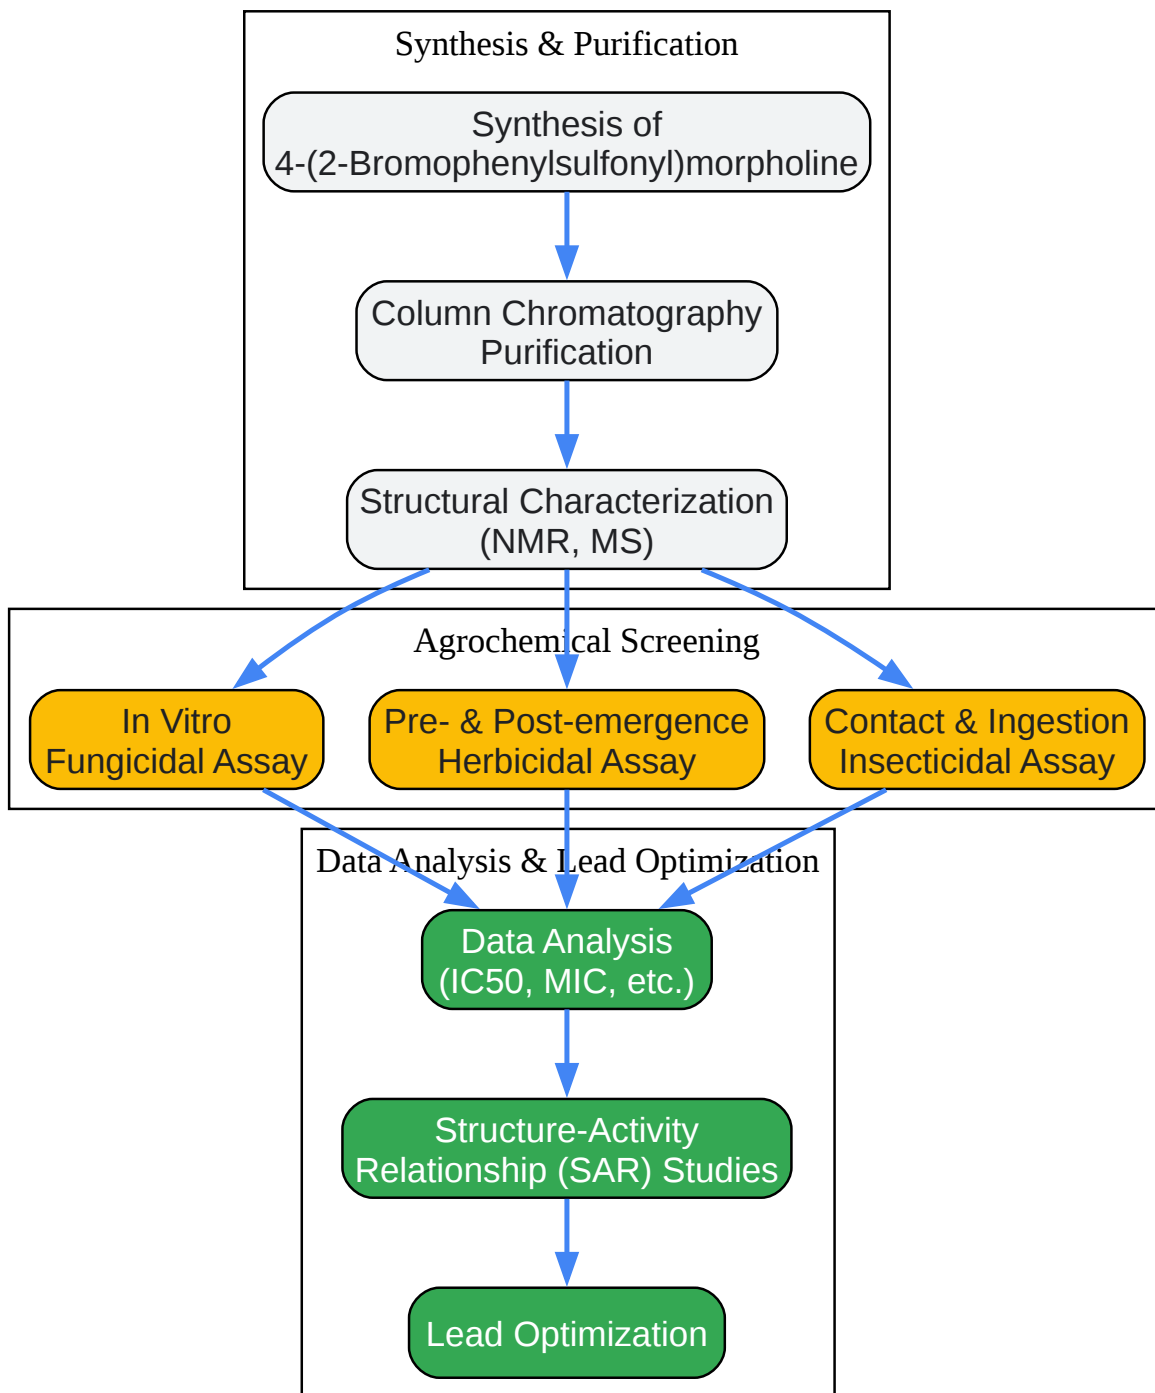 Synthesis & Purification
Synthesis of
4-(2-Bromophenylsulfonyl)morpholine
Column Chromatography
Purification
Structural Characterization
(NMR, MS)
Agrochemical Screening
In Vitro
Fungicidal Assay
Pre- & Post-emergence
Herbicidal Assay
Contact & Ingestion
Insecticidal Assay
Data Analysis & Lead Optimization
Data Analysis
(IC50, MIC, etc.)
Structure-Activity
Relationship (SAR) Studies
Lead Optimization